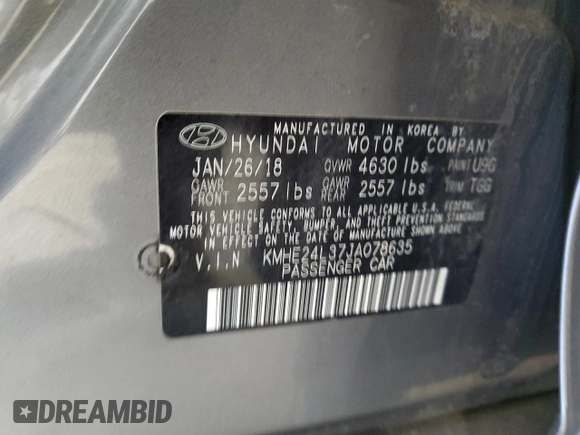 MANUFACTURED IN KOREA BY
HYUNDAI MOTOR COMPANY
JAN/26/18 GVWR 4630 lbs PAINT U9G
GAWR FRONT 2557 lbs GAWR REAR 2557 lbs TRIM TGG
THIS VEHICLE CONFORMS TO ALL APPLICABLE U.S.A. FEDERAL
MOTOR VEHICLE SAFETY, BUMPER, AND THEFT PREVENTION
STANDARDS IN EFFECT ON THE DATE OF MANUFACTURE SHOWN ABOVE.
V.I.N KMHE24L37JA078635
PASSENGER CAR
DREAMBID